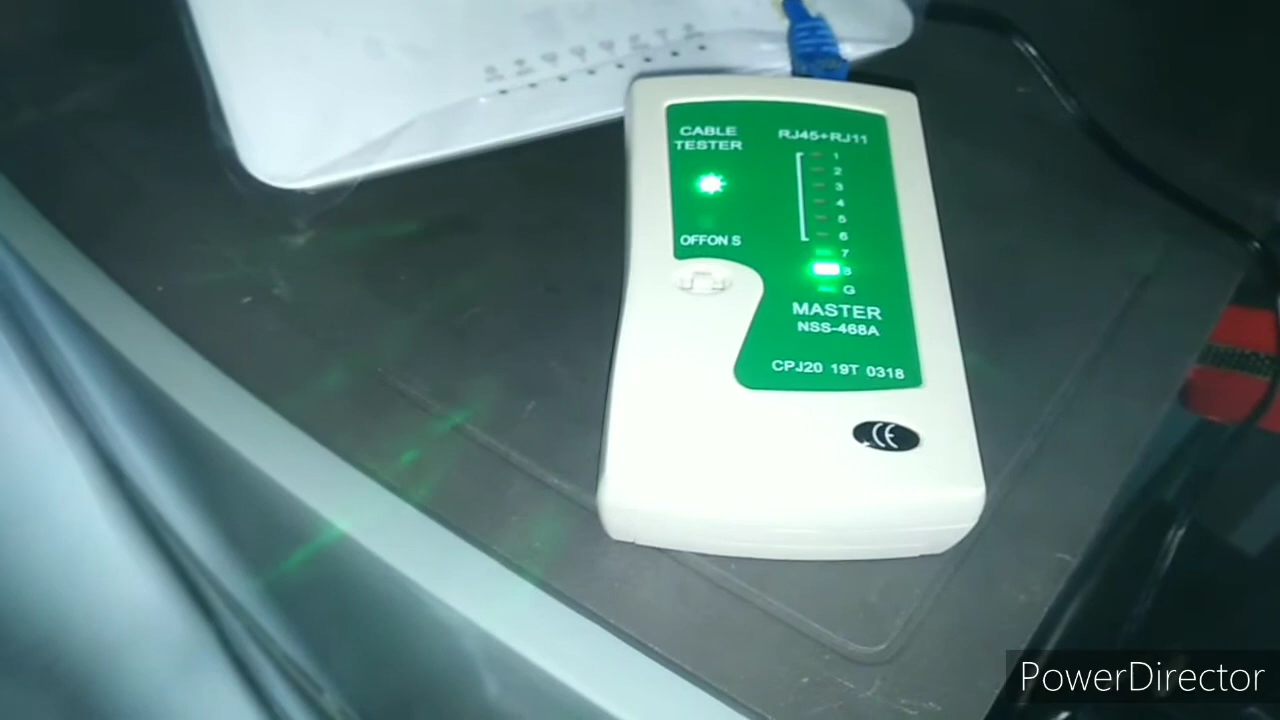 CABLE
TESTER
RJ45+RJ11
1
2
3
4
5
6
7
8
G
OFFON S
MASTER
NSS-468A
CPJ20 19T 0318
CE
PowerDirector